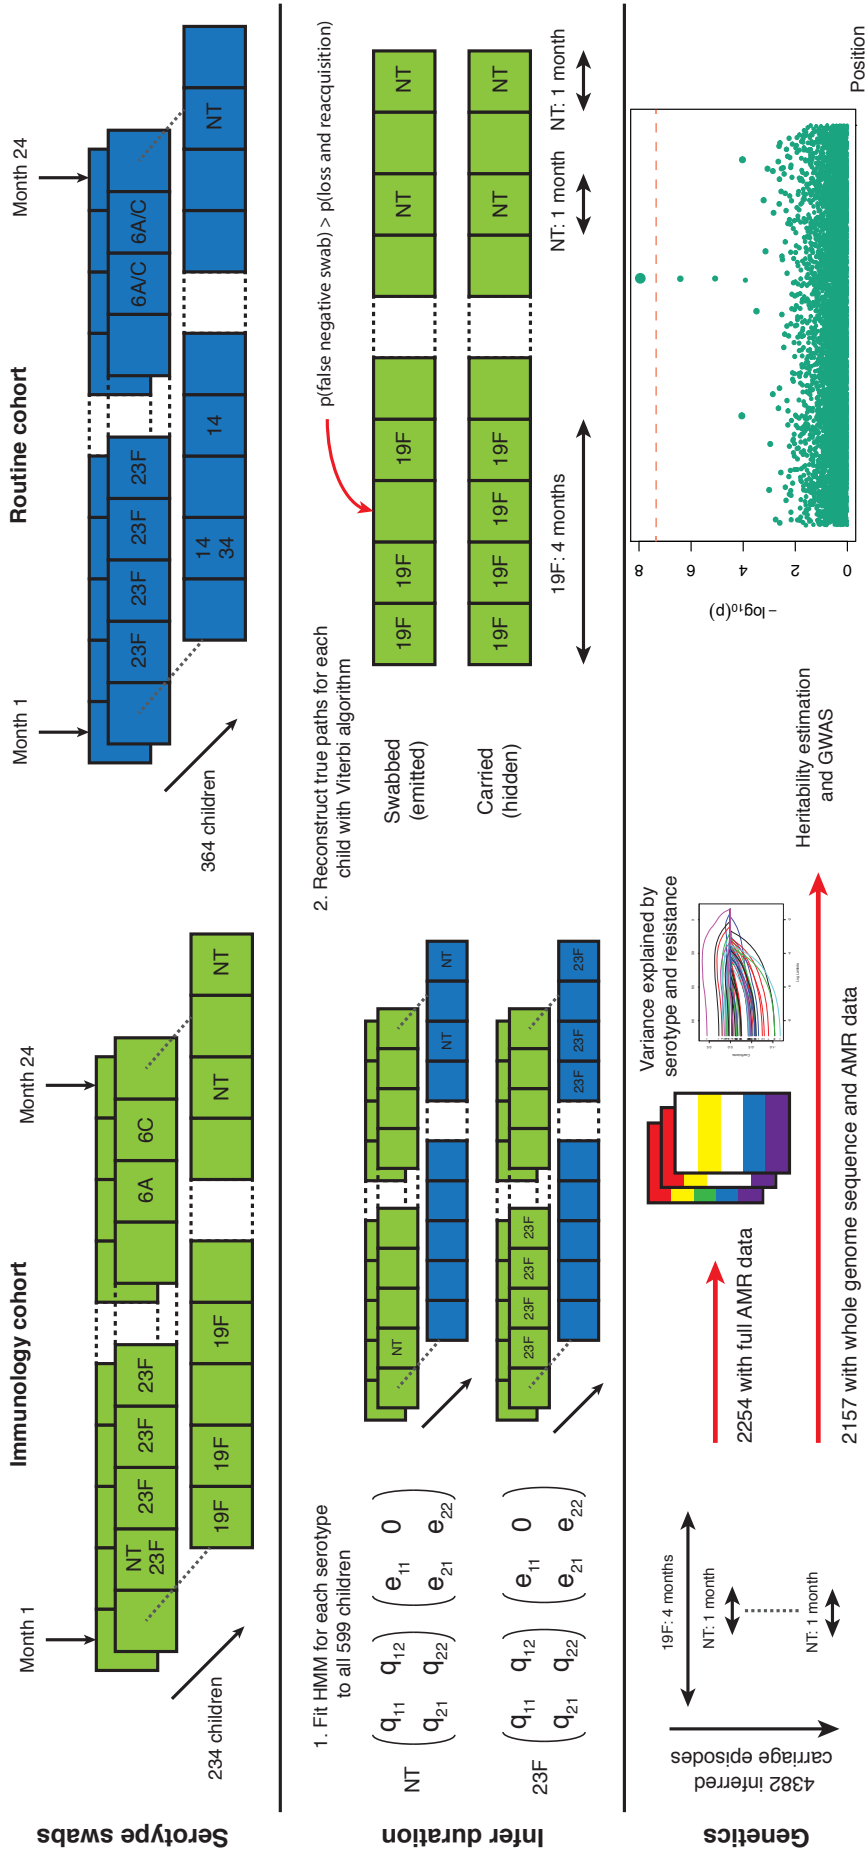 Serotype swabs
Immunology cohort
Month 1
Month 24
NT
23F
23F
23F
23F
6A
6C
19F
19F
19F
NT
NT
234 children
Routine cohort
Month 1
Month 24
23F
23F
23F
23F
6A/C
6A/C
14
34
14
NT
364 children
Infer duration
1. Fit HMM for each serotype
to all 599 children
NT
q11 q12
q21 q22
e11 0
e21 e22
NT
NT
NT
23F
q11 q12
q21 q22
e11 0
e21 e22
23F
23F
23F
23F
23F
23F
23F
2. Reconstruct true paths for each
child with Viterbi algorithm
p(false negative swab) > p(loss and reacquisition)
Swabbed
(emitted)
19F
19F
19F
NT
NT
Carried
(hidden)
19F
19F
19F
19F
NT
NT
19F: 4 months
NT: 1 month
NT: 1 month
Genetics
4382 inferred
carriage episodes
19F: 4 months
NT: 1 month
NT: 1 month
2254 with full AMR data
Variance explained by
serotype and resistance
2157 with whole genome sequence and AMR data
Heritability estimation
and GWAS
−log10(p)
8
6
4
2
0
Position